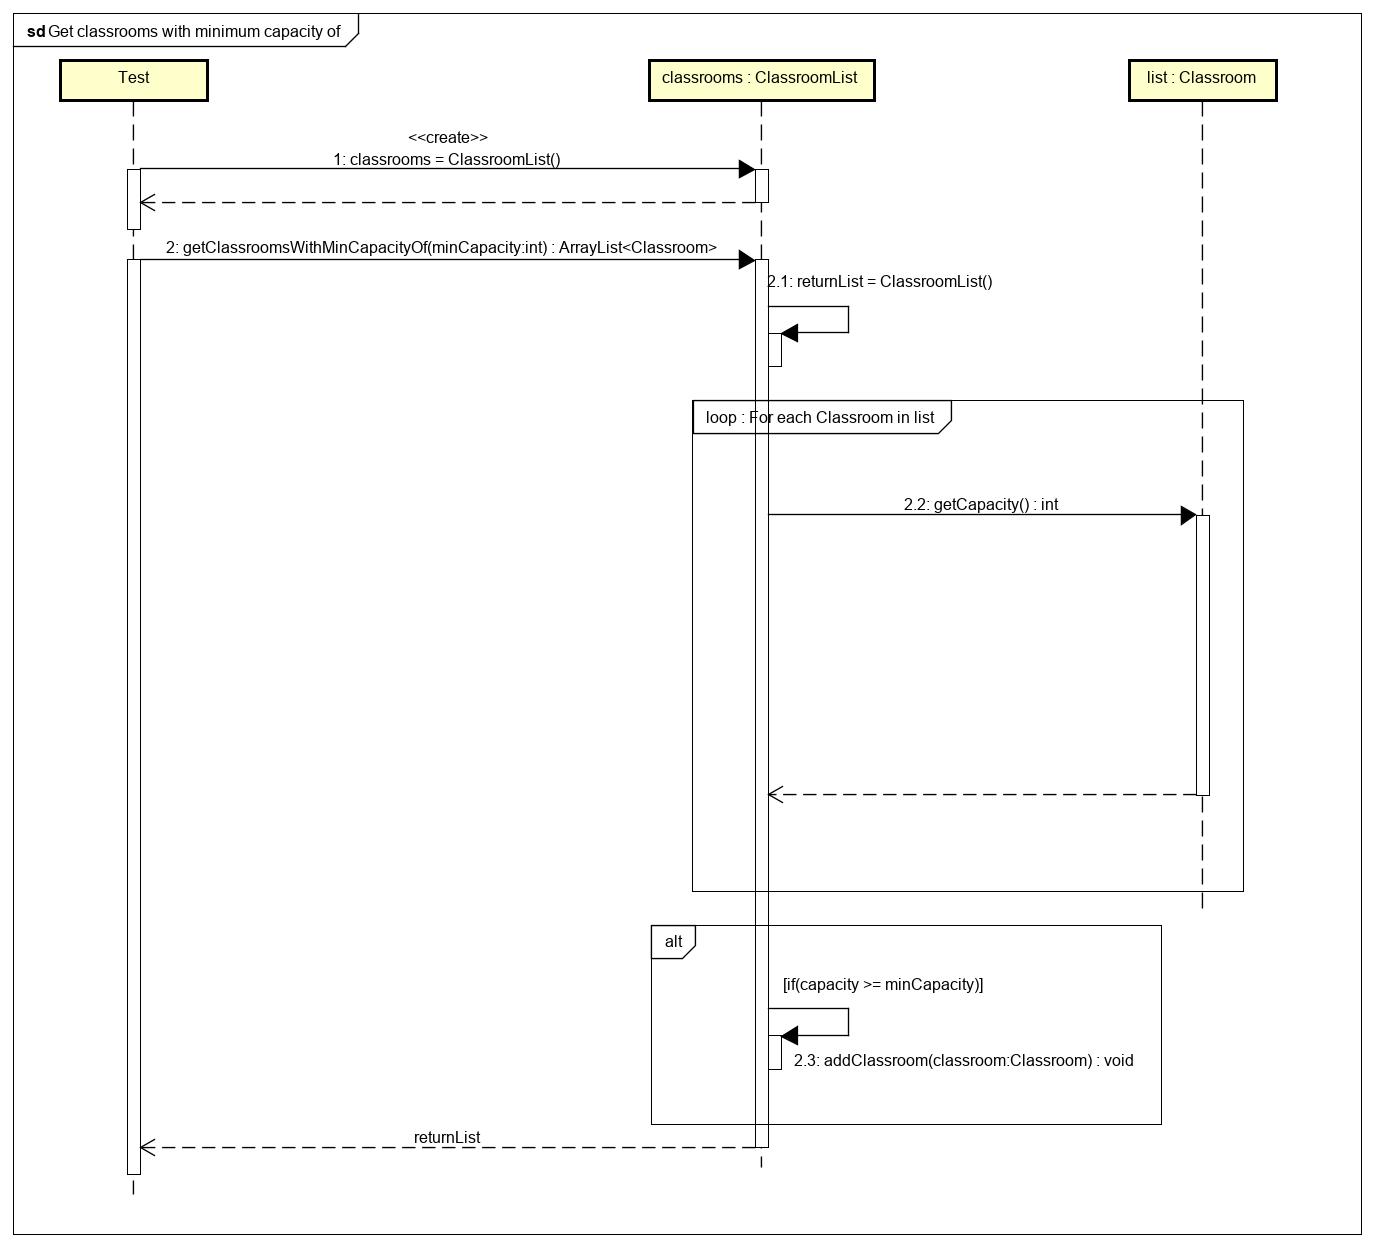 sd Get classrooms with minimum capacity of
Test
classrooms : ClassroomList
list : Classroom
<<create>>
1: classrooms = ClassroomList()
2: getClassroomsWithMinCapacityOf(minCapacity:int) : ArrayList<Classroom>
2.1: returnList = ClassroomList()
loop : For each Classroom in list
2.2: getCapacity() : int
alt
[if(capacity >= minCapacity)]
2.3: addClassroom(classroom:Classroom) : void
returnList